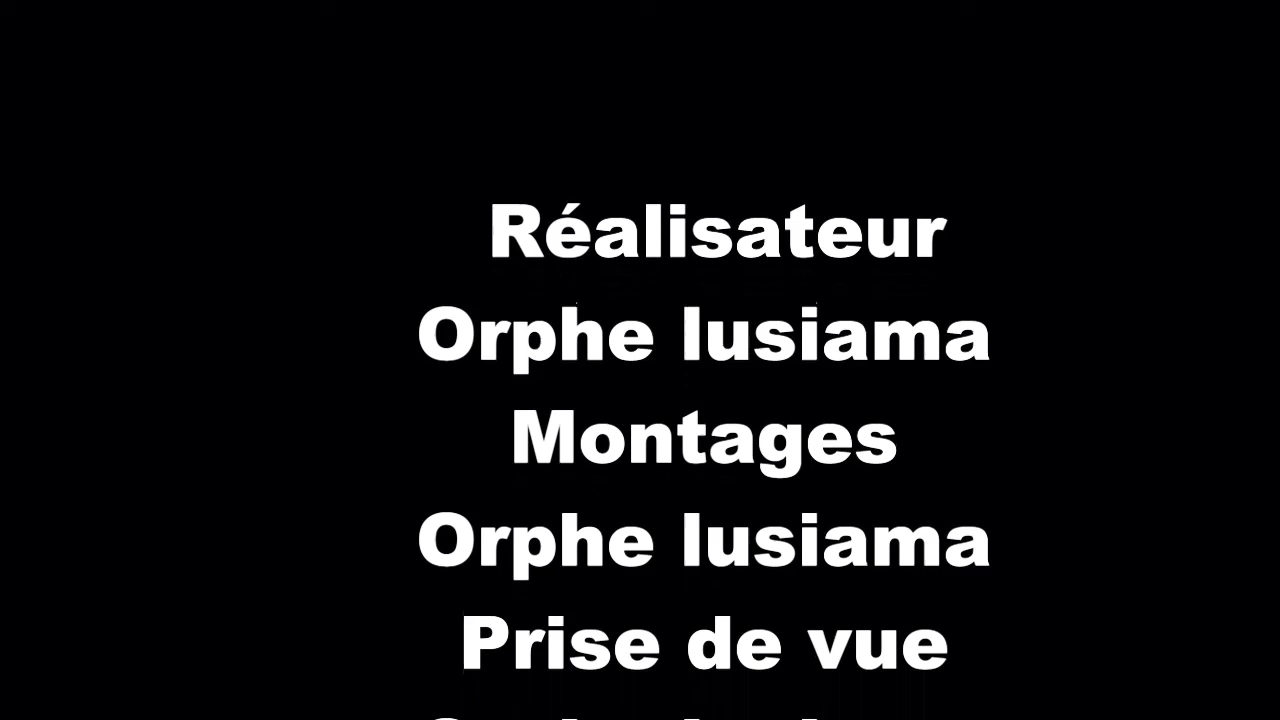 Réalisateur
Orphe lusiama
Montages
Orphe lusiama
Prise de vue